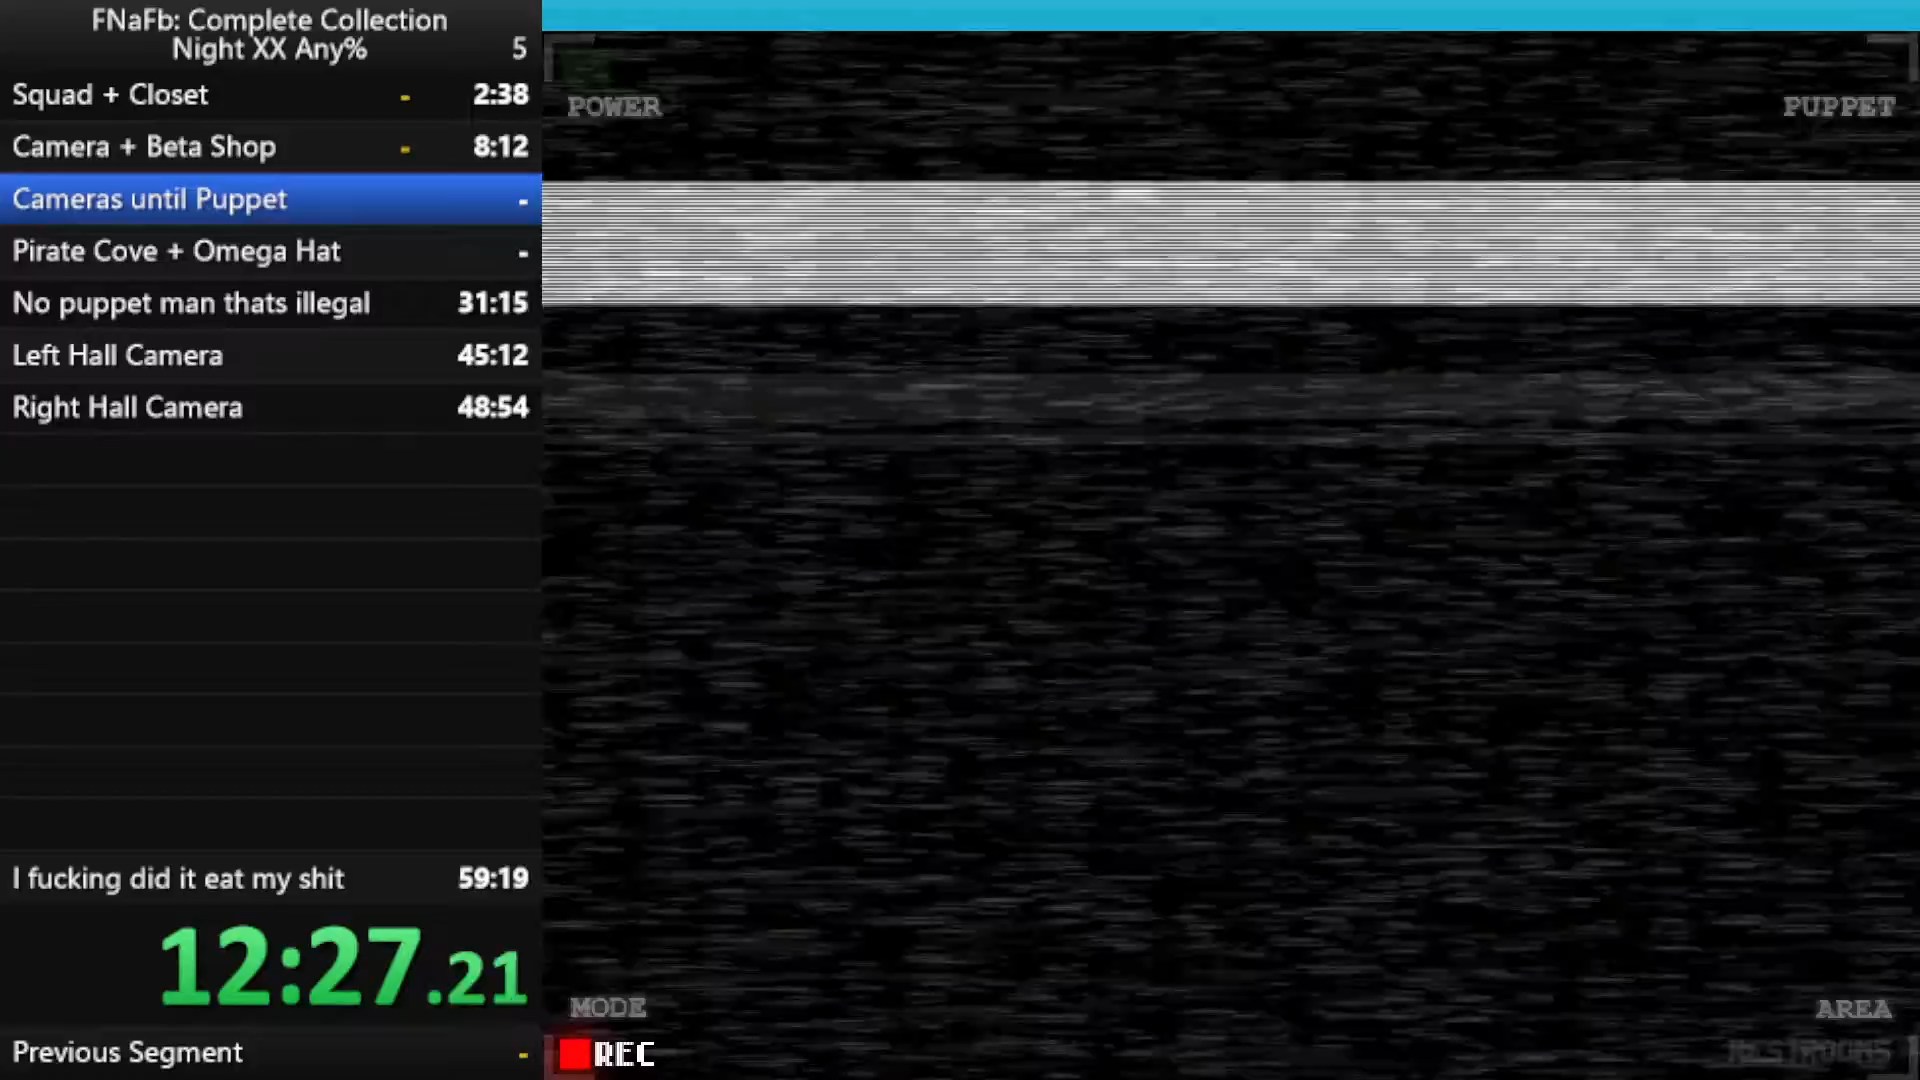 FNaFb: Complete Collection
Night XX Any% 5
Squad + Closet - 2:38
Camera + Beta Shop - 8:12
Cameras until Puppet -
Pirate Cove + Omega Hat -
No puppet man thats illegal 31:15
Left Hall Camera 45:12
Right Hall Camera 48:54
I fucking did it eat my shit 59:19
12:27.21
Previous Segment -
POWER
PUPPET
MODE
AREA
REC
RESTROOMS